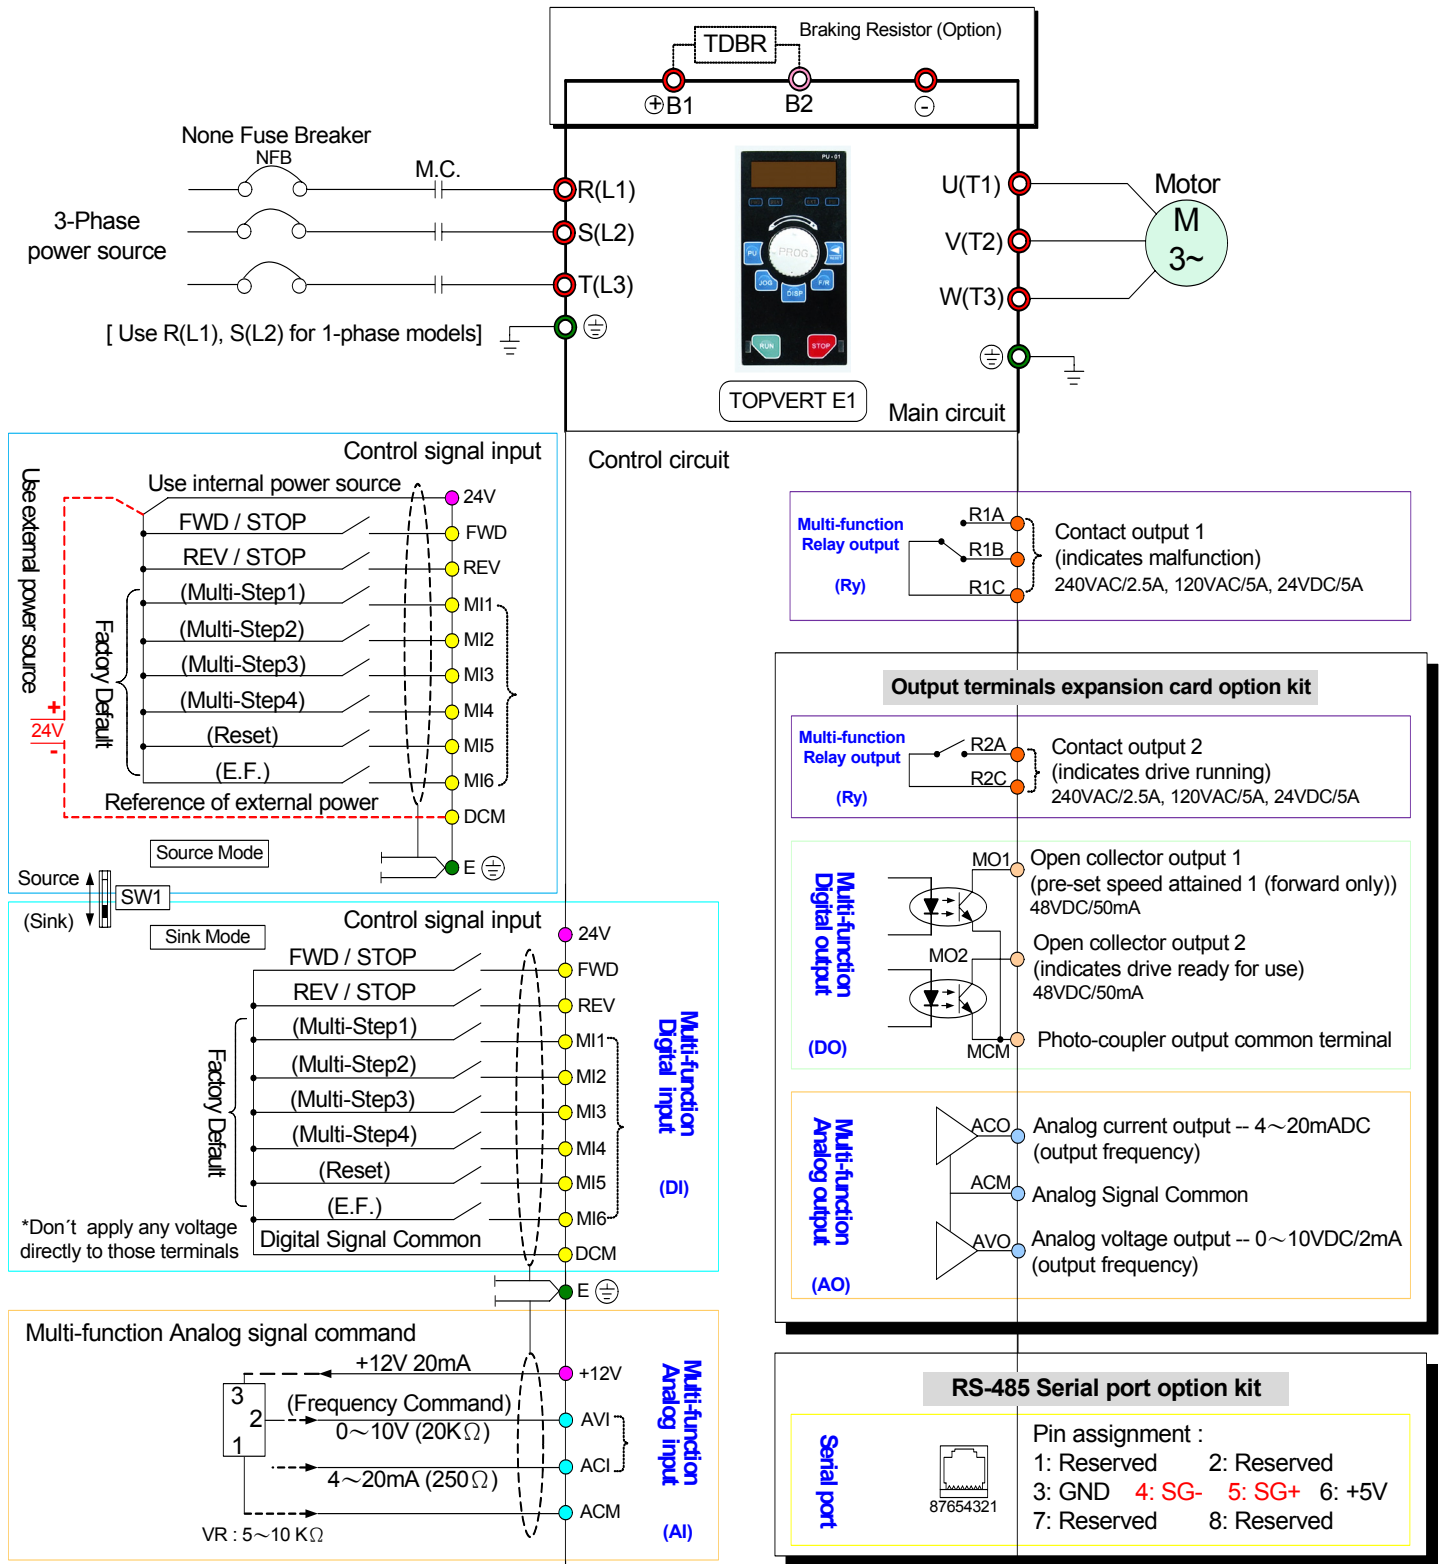 Braking Resistor (Option)
TDBR
+B1
B2
-
None Fuse Breaker
NFB
M.C.
3-Phase
power source
R(L1)
S(L2)
T(L3)
[ Use R(L1), S(L2) for 1-phase models]
PU-01
PROG
PU
RESET
JOG
DISP
F/R
RUN
STOP
TOPVERT E1
U(T1)
V(T2)
W(T3)
Motor
M
3~
Main circuit
Control circuit
Control signal input
Use internal power source
Use external power source
24V
FWD / STOP
FWD
REV / STOP
REV
Factory Default
(Multi-Step1)
MI1
(Multi-Step2)
MI2
(Multi-Step3)
MI3
(Multi-Step4)
MI4
(Reset)
MI5
(E.F.)
MI6
+
24V
-
Reference of external power
DCM
Source Mode
E
Source
(Sink)
SW1
Sink Mode
Control signal input
24V
FWD / STOP
FWD
REV / STOP
REV
Factory Default
(Multi-Step1)
MI1
(Multi-Step2)
MI2
(Multi-Step3)
MI3
(Multi-Step4)
MI4
(Reset)
MI5
(E.F.)
MI6
Digital Signal Common
DCM
*Don´t apply any voltage
directly to those terminals
Multi-function
Digital input
(DI)
E
Multi-function Analog signal command
+12V 20mA
+12V
3
2
1
(Frequency Command)
0～10V (20KΩ)
AVI
4～20mA (250Ω)
ACI
ACM
VR : 5～10 KΩ
Multi-function
Analog input
(AI)
Multi-function
Relay output
(Ry)
R1A
R1B
R1C
Contact output 1
(indicates malfunction)
240VAC/2.5A, 120VAC/5A, 24VDC/5A
Output terminals expansion card option kit
Multi-function
Relay output
(Ry)
R2A
R2C
Contact output 2
(indicates drive running)
240VAC/2.5A, 120VAC/5A, 24VDC/5A
Multi-function
Digital output
(DO)
MO1
Open collector output 1
(pre-set speed attained 1 (forward only))
48VDC/50mA
MO2
Open collector output 2
(indicates drive ready for use)
48VDC/50mA
MCM
Photo-coupler output common terminal
Multi-function
Analog output
(AO)
ACO
Analog current output -- 4～20mADC
(output frequency)
ACM
Analog Signal Common
AVO
Analog voltage output -- 0～10VDC/2mA
(output frequency)
RS-485 Serial port option kit
Serial port
87654321
Pin assignment :
1: Reserved 2: Reserved
3: GND 4: SG- 5: SG+ 6: +5V
7: Reserved 8: Reserved